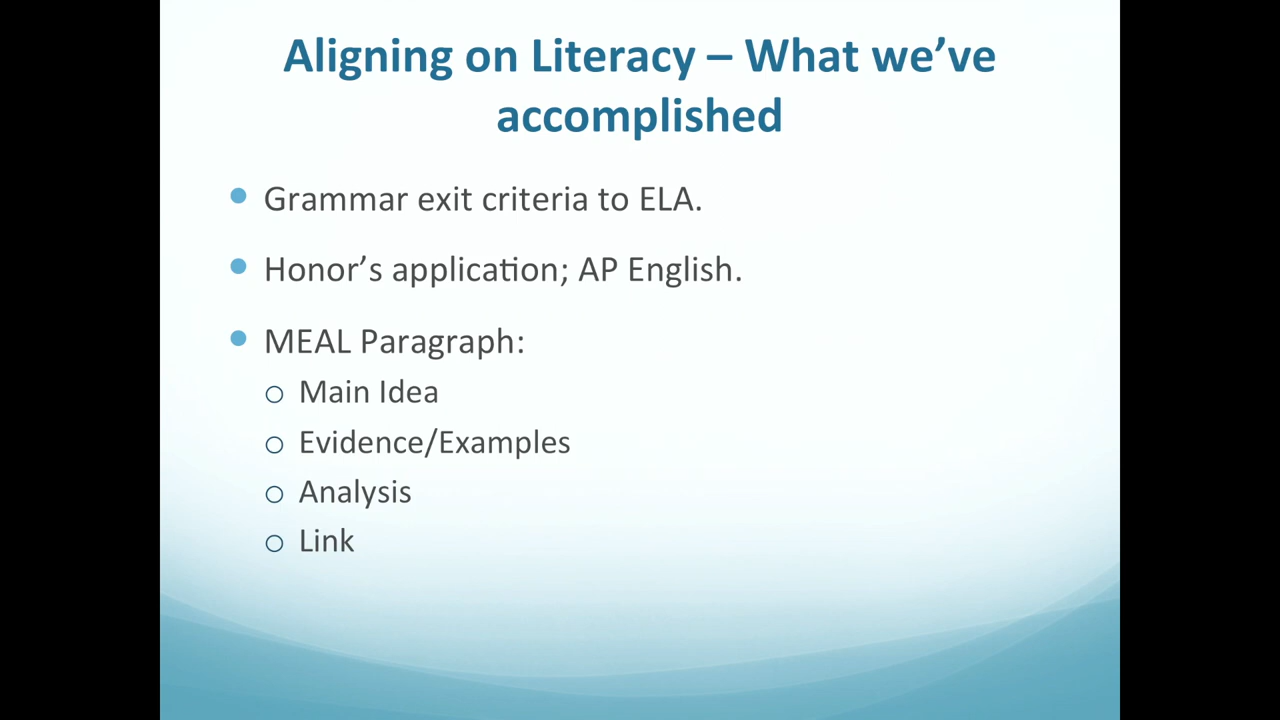 Aligning on Literacy – What we’ve
accomplished
Grammar exit criteria to ELA.
Honor’s application; AP English.
MEAL Paragraph:
Main Idea
Evidence/Examples
Analysis
Link